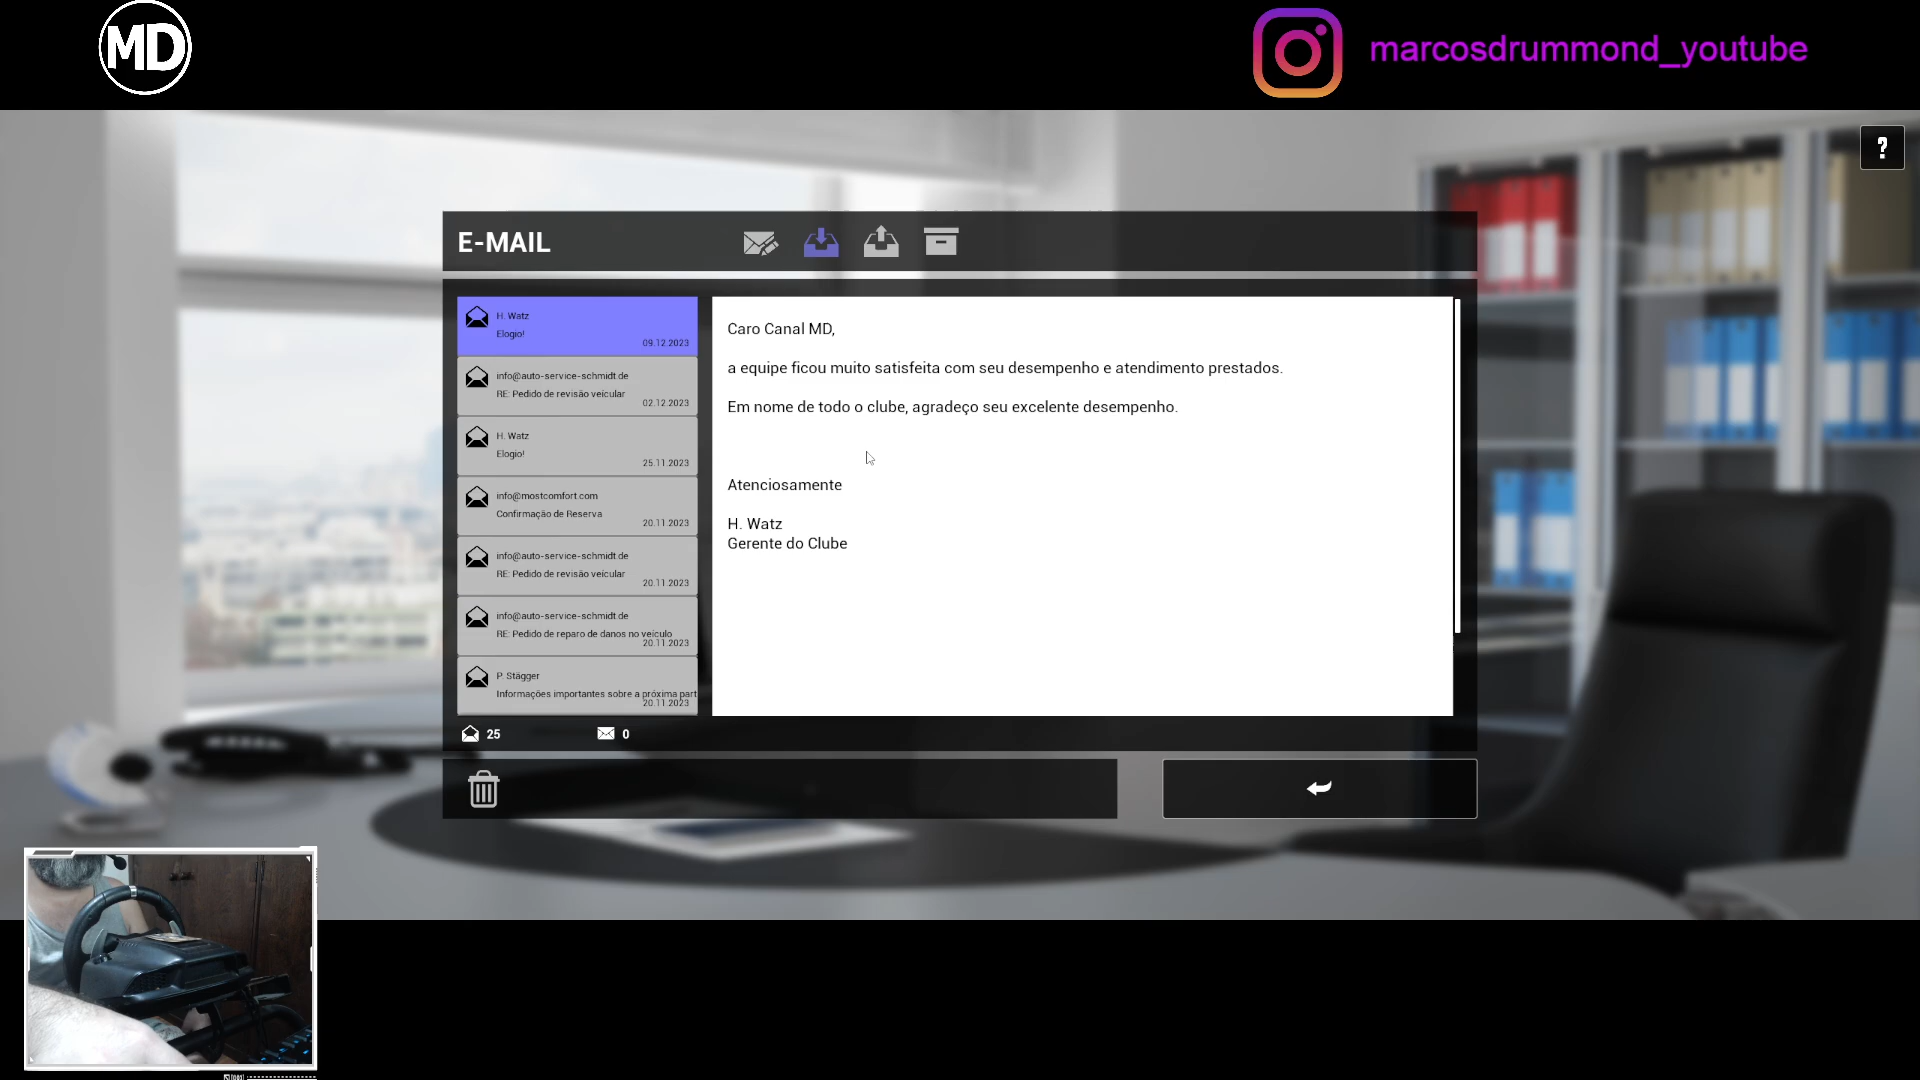 MD
marcosdrummond_youtube
?
E-MAIL
H. Watz
Elogio!
09.12.2023
info@auto-service-schmidt.de
RE: Pedido de revisão veicular
02.12.2023
H. Watz
Elogio!
25.11.2023
info@mostcomfort.com
Confirmação de Reserva
20.11.2023
info@auto-service-schmidt.de
RE: Pedido de revisão veicular
20.11.2023
info@auto-service-schmidt.de
RE: Pedido de reparo de danos no veículo
20.11.2023
P. Stägger
Informações importantes sobre a próxima part
20.11.2023
Caro Canal MD,
a equipe ficou muito satisfeita com seu desempenho e atendimento prestados.
Em nome de todo o clube, agradeço seu excelente desempenho.
Atenciosamente
H. Watz
Gerente do Clube
25
0